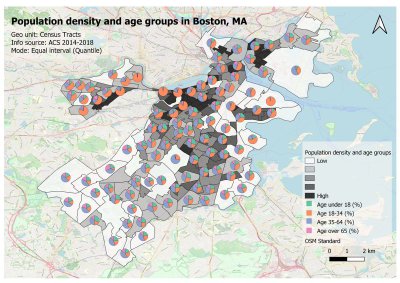 Population density and age groups in Boston, MA
Geo unit: Census Tracts
Info source: ACS 2014-2018
Mode: Equal interval (Quantile)
Population density and age groups
Low
High
Age under 18 (%)
Age 18-34 (%)
Age 35-64 (%)
Age over 65 (%)
OSM Standard
0 1 2 km